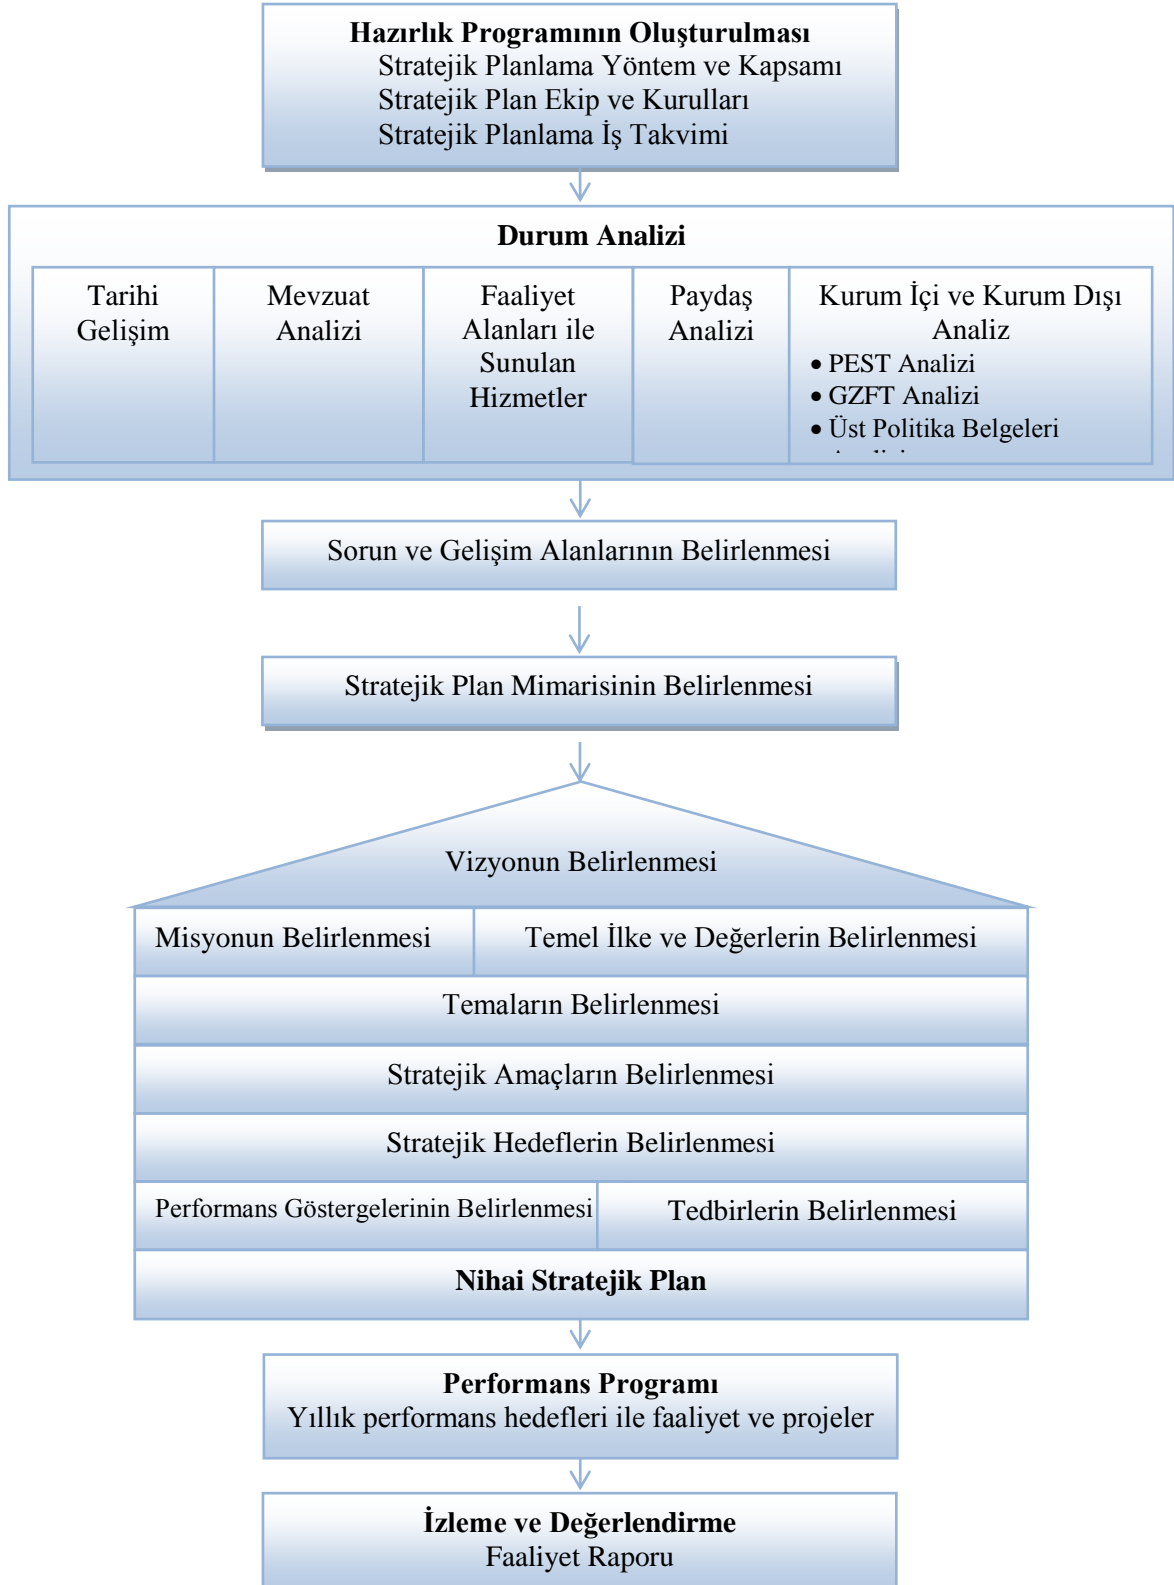 Hazırlık Programının Oluşturulması
Stratejik Planlama Yöntem ve Kapsamı
Stratejik Plan Ekip ve Kurulları
Stratejik Planlama İş Takvimi
Durum Analizi
Tarihi
Gelişim
Mevzuat
Analizi
Faaliyet
Alanları ile
Sunulan
Hizmetler
Paydaş
Analizi
Kurum İçi ve Kurum Dışı
Analiz
• PEST Analizi
• GZFT Analizi
• Üst Politika Belgeleri
Sorun ve Gelişim Alanlarının Belirlenmesi
Stratejik Plan Mimarisinin Belirlenmesi
Vizyonun Belirlenmesi
Misyonun Belirlenmesi
Temel İlke ve Değerlerin Belirlenmesi
Temaların Belirlenmesi
Stratejik Amaçların Belirlenmesi
Stratejik Hedeflerin Belirlenmesi
Performans Göstergelerinin Belirlenmesi
Tedbirlerin Belirlenmesi
Nihai Stratejik Plan
Performans Programı
Yıllık performans hedefleri ile faaliyet ve projeler
İzleme ve Değerlendirme
Faaliyet Raporu